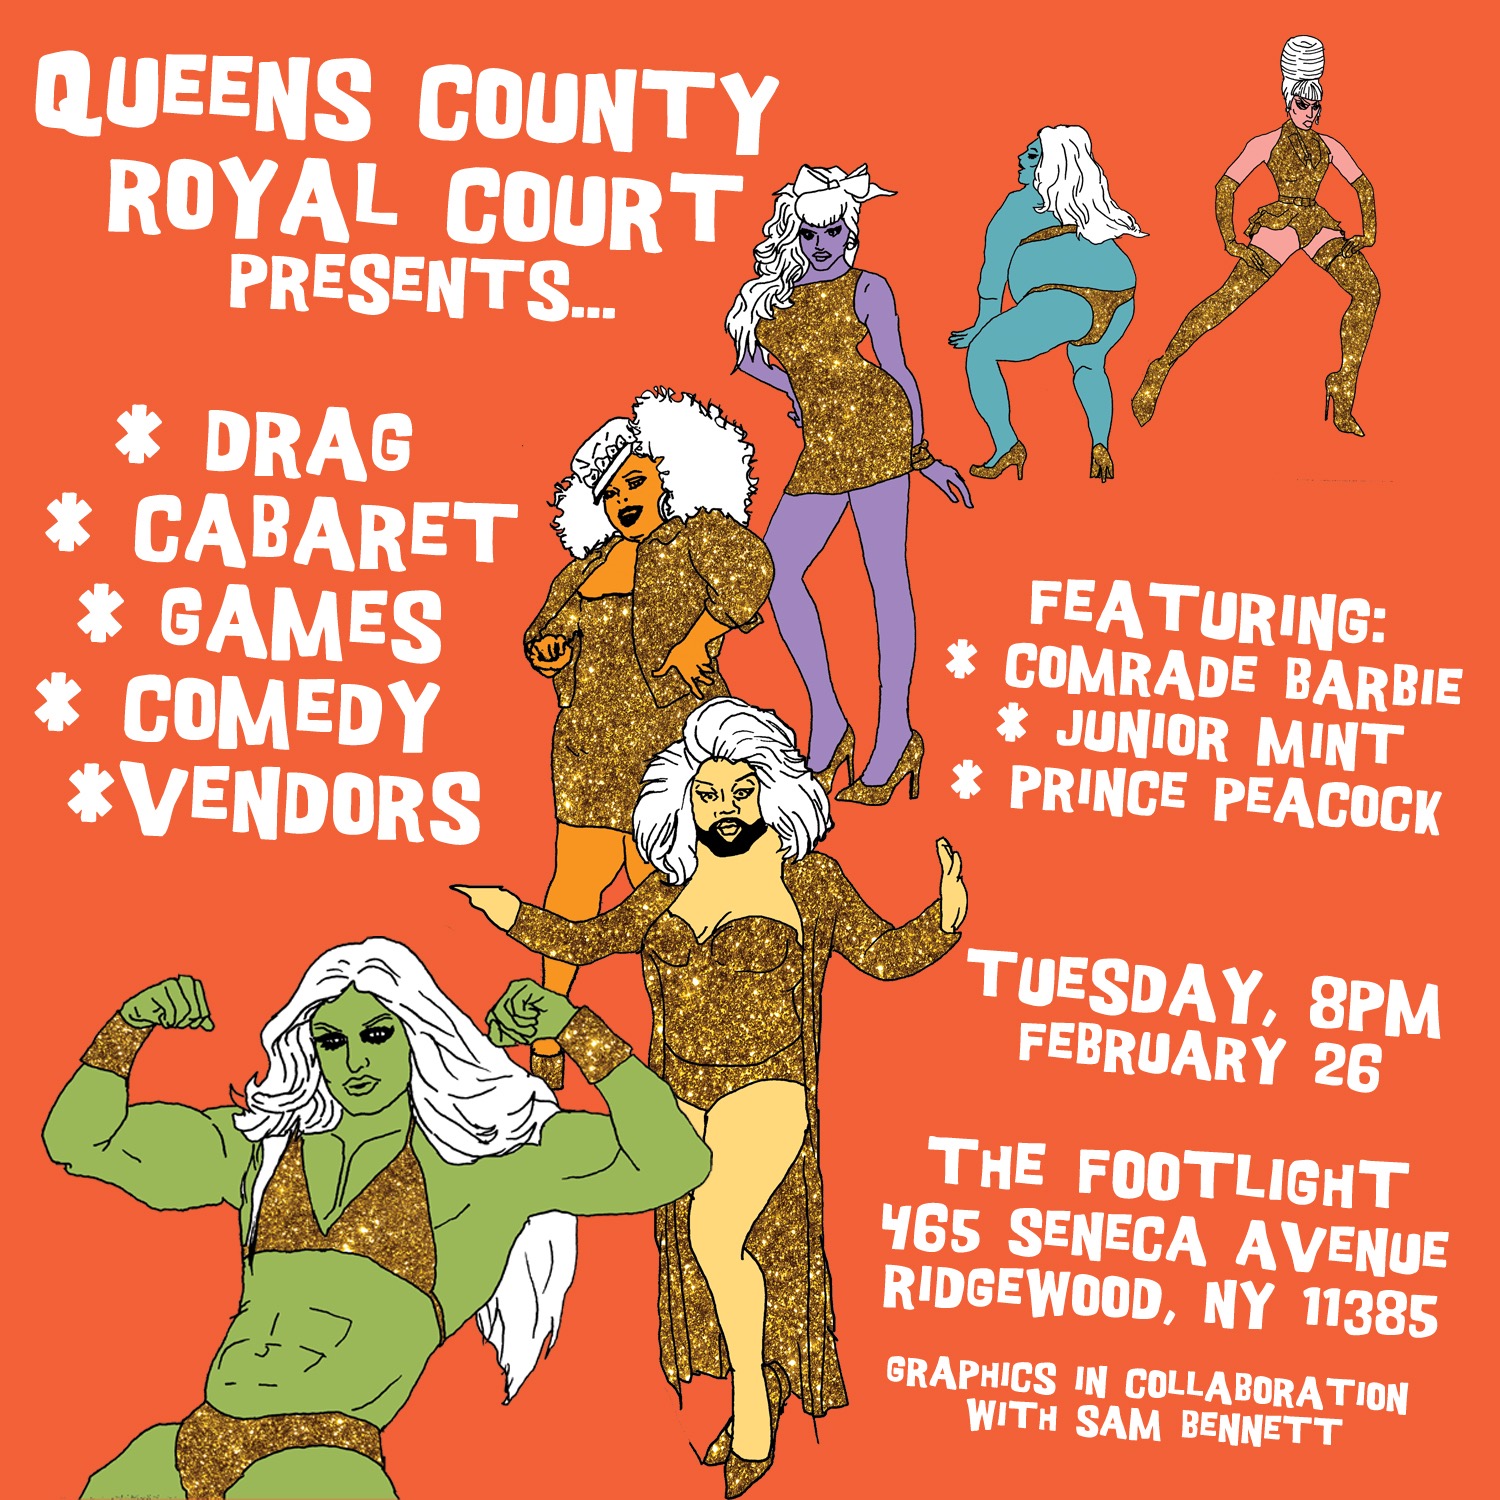 QUEENS COUNTY
ROYAL COURT
PRESENTS...
* DRAG
* CABARET
* GAMES
* COMEDY
*VENDORS
FEATURING:
* COMRADE BARBIE
* JUNIOR MINT
* PRINCE PEACOCK
TUESDAY, 8PM
FEBRUARY 26
THE FOOTLIGHT
465 SENECA AVENUE
RIDGEWOOD, NY 11385
GRAPHICS IN COLLABORATION
WITH SAM BENNETT